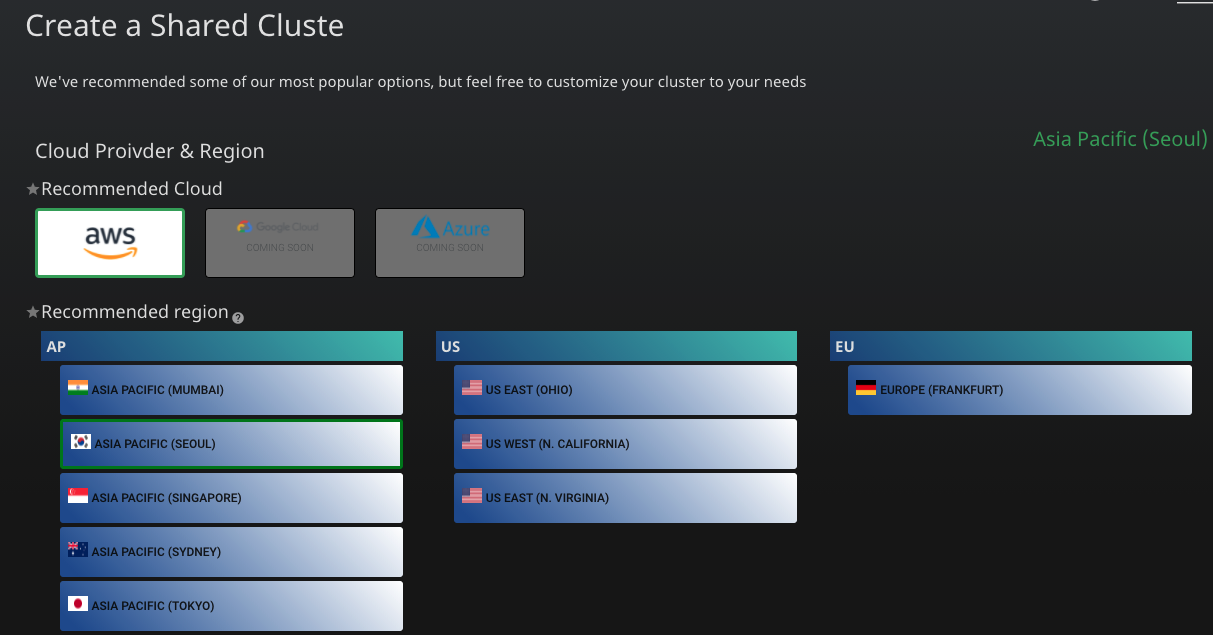 Create a Shared Cluste
We've recommended some of our most popular options, but feel free to customize your cluster to your needs
Asia Pacific (Seoul)
Cloud Proivder & Region
Recommended Cloud
aws
Google Cloud
COMING SOON
Azure
COMING SOON
Recommended region ?
AP
ASIA PACIFIC (MUMBAI)
ASIA PACIFIC (SEOUL)
ASIA PACIFIC (SINGAPORE)
ASIA PACIFIC (SYDNEY)
ASIA PACIFIC (TOKYO)
US
US EAST (OHIO)
US WEST (N. CALIFORNIA)
US EAST (N. VIRGINIA)
EU
EUROPE (FRANKFURT)